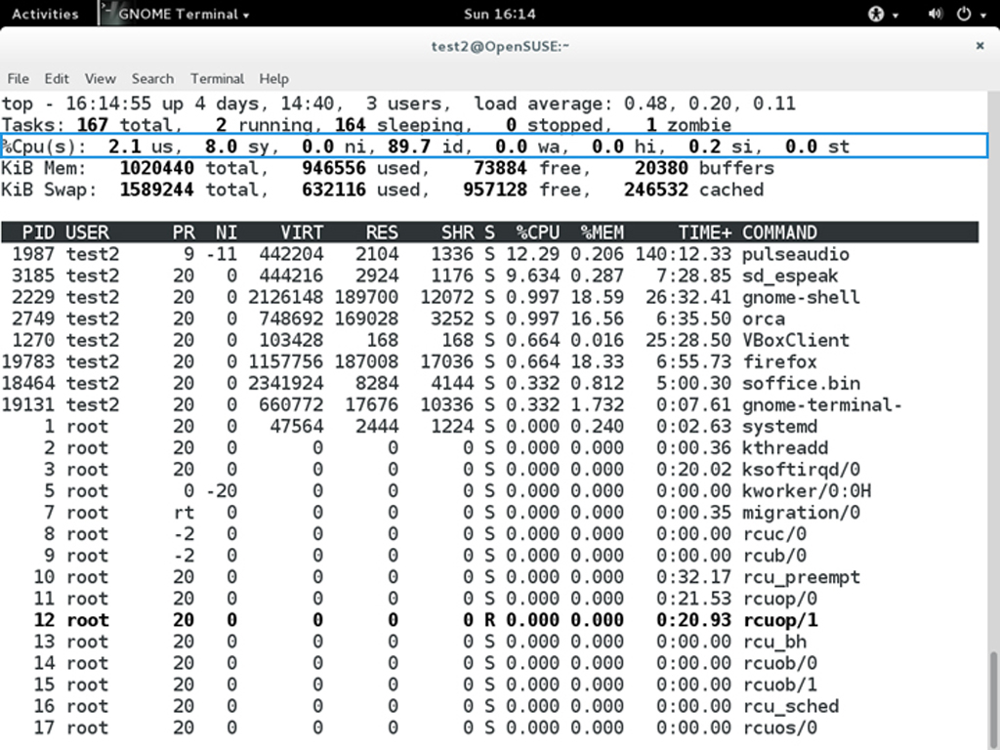 Activities GNOME Terminal Sun 16:14
test2@OpenSUSE:~ ×
File Edit View Search Terminal Help
top - 16:14:55 up 4 days, 14:40,  3 users,  load average: 0.48, 0.20, 0.11
Tasks: 167 total,   2 running, 164 sleeping,   0 stopped,   1 zombie
%Cpu(s):  2.1 us,  8.0 sy,  0.0 ni, 89.7 id,  0.0 wa,  0.0 hi,  0.2 si,  0.0 st
KiB Mem:   1020440 total,   946556 used,    73884 free,    20380 buffers
KiB Swap:  1589244 total,   632116 used,   957128 free,   246532 cached
PID USER PR NI VIRT RES SHR S %CPU %MEM TIME+ COMMAND
1987 test2 9 -11 442204 2104 1336 S 12.29 0.206 140:12.33 pulseaudio
3185 test2 20 0 444216 2924 1176 S 9.634 0.287 7:28.85 sd_espeak
2229 test2 20 0 2126148 189700 12072 S 0.997 18.59 26:32.41 gnome-shell
2749 test2 20 0 748692 169028 3252 S 0.997 16.56 6:35.50 orca
1270 test2 20 0 103428 168 168 S 0.664 0.016 25:28.50 VBoxClient
19783 test2 20 0 1157756 187008 17036 S 0.664 18.33 6:55.73 firefox
18464 test2 20 0 2341924 8284 4144 S 0.332 0.812 5:00.30 soffice.bin
19131 test2 20 0 660772 17676 10336 S 0.332 1.732 0:07.61 gnome-terminal-
1 root 20 0 47564 2444 1224 S 0.000 0.240 0:02.63 systemd
2 root 20 0 0 0 0 S 0.000 0.000 0:00.36 kthreadd
3 root 20 0 0 0 0 S 0.000 0.000 0:20.02 ksoftirqd/0
5 root 0 -20 0 0 0 S 0.000 0.000 0:00.00 kworker/0:0H
7 root rt 0 0 0 0 S 0.000 0.000 0:00.35 migration/0
8 root -2 0 0 0 0 S 0.000 0.000 0:00.00 rcuc/0
9 root -2 0 0 0 0 S 0.000 0.000 0:00.00 rcub/0
10 root 20 0 0 0 0 S 0.000 0.000 0:32.17 rcu_preempt
11 root 20 0 0 0 0 S 0.000 0.000 0:21.53 rcuop/0
12 root 20 0 0 0 0 R 0.000 0.000 0:20.93 rcuop/1
13 root 20 0 0 0 0 S 0.000 0.000 0:00.00 rcu_bh
14 root 20 0 0 0 0 S 0.000 0.000 0:00.00 rcuob/0
15 root 20 0 0 0 0 S 0.000 0.000 0:00.00 rcuob/1
16 root 20 0 0 0 0 S 0.000 0.000 0:00.00 rcu_sched
17 root 20 0 0 0 0 S 0.000 0.000 0:00.00 rcuos/0